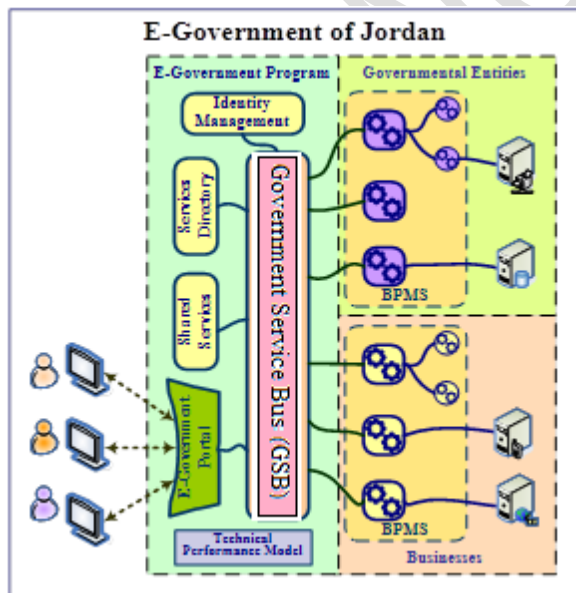 E-Government of Jordan
E-Government Program
Governmental Entities
Identity
Management
Services
Directory
Shared
Services
Government Service Bus (GSB)
E-Government
Portal
Technical
Performance Model
BPMS
BPMS
Businesses